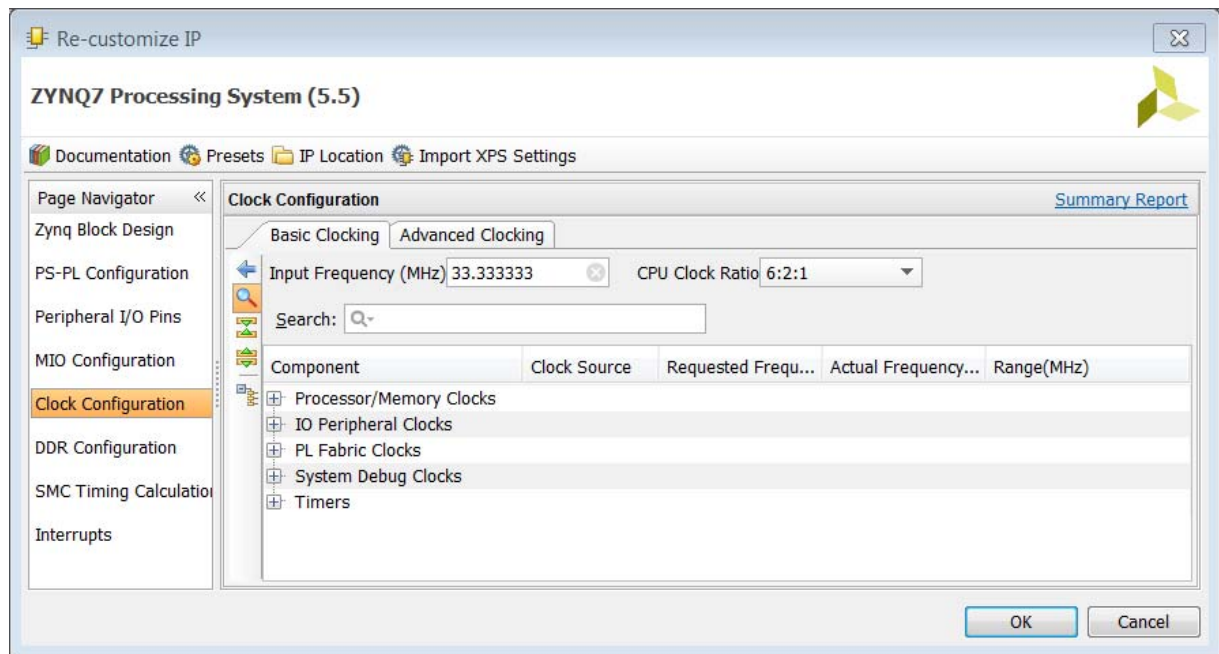 Re-customize IP
ZYNQ7 Processing System (5.5)
Documentation Presets IP Location Import XPS Settings
Page Navigator «
Zynq Block Design
PS-PL Configuration
Peripheral I/O Pins
MIO Configuration
Clock Configuration
DDR Configuration
SMC Timing Calculation
Interrupts
Clock Configuration Summary Report
Basic Clocking Advanced Clocking
Input Frequency (MHz) 33.333333 CPU Clock Ratio 6:2:1
Search:
Component Clock Source Requested Frequ... Actual Frequency... Range(MHz)
Processor/Memory Clocks
IO Peripheral Clocks
PL Fabric Clocks
System Debug Clocks
Timers
OK Cancel